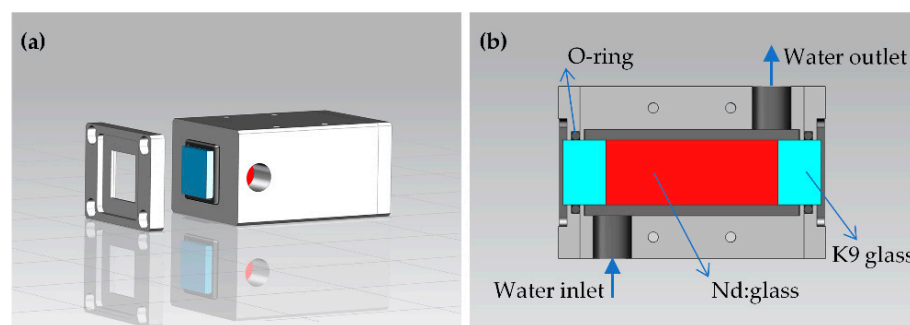 (a)
(b)
O-ring
Water outlet
K9 glass
Water inlet
Nd:glass